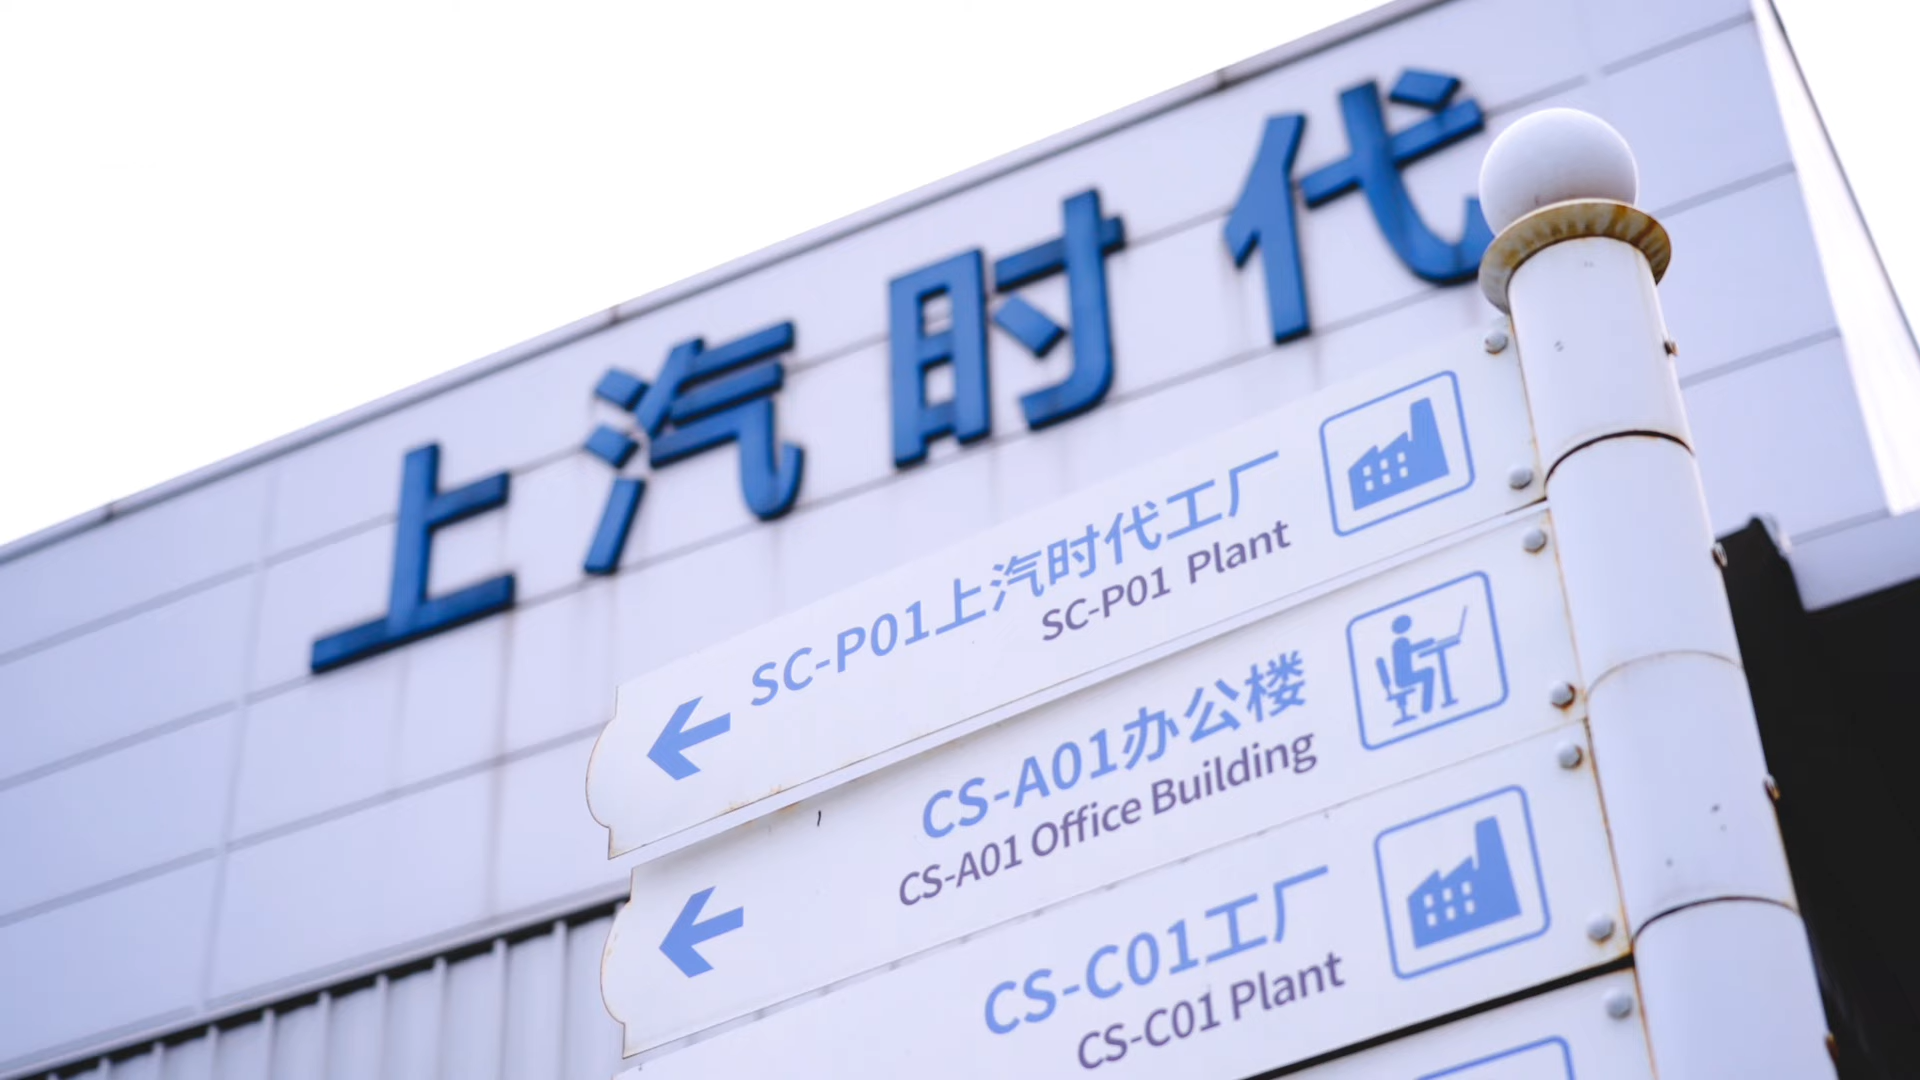 上汽时代
SC-P01上汽时代工厂
SC-P01 Plant
CS-A01办公楼
CS-A01 Office Building
CS-C01工厂
CS-C01 Plant